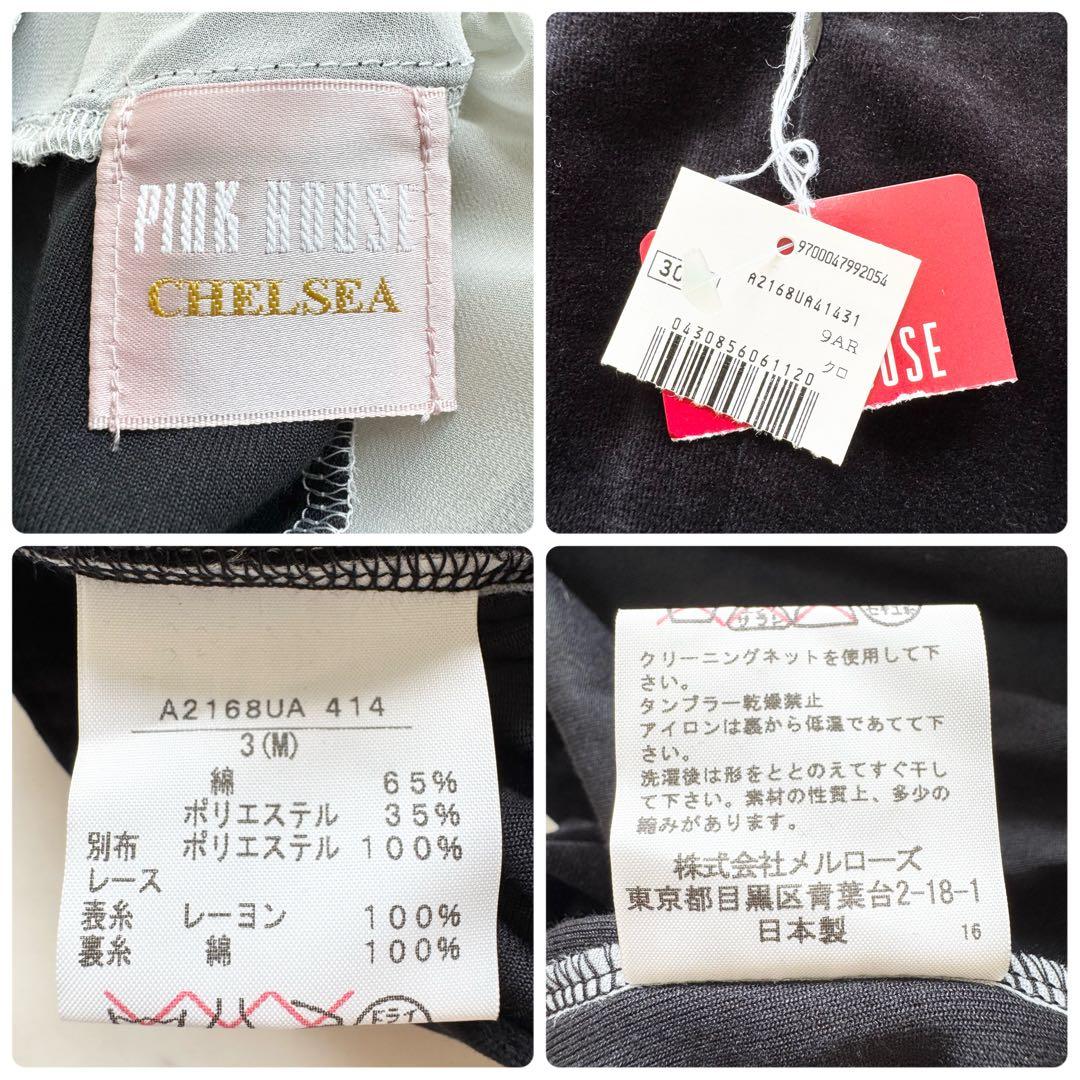 PINK HOUSE
CHELSEA
9700047992054
30
A2168UA41431
9AR
クロ
0430856061120
OUSE
A2168UA 414
3(M)
綿 65%
ポリエステル 35%
別布 ポリエステル 100%
レース
表糸 レーヨン 100%
裏糸 綿 100%
ドライ
クリーニングネットを使用して下
さい。
タンブラー乾燥禁止
アイロンは裏から低温であてて下
さい。
洗濯後は形をととのえてすぐ干し
て下さい。素材の性質上、多少の
縮みがあります。
株式会社メルローズ
東京都目黒区青葉台2-18-1
日本製 16